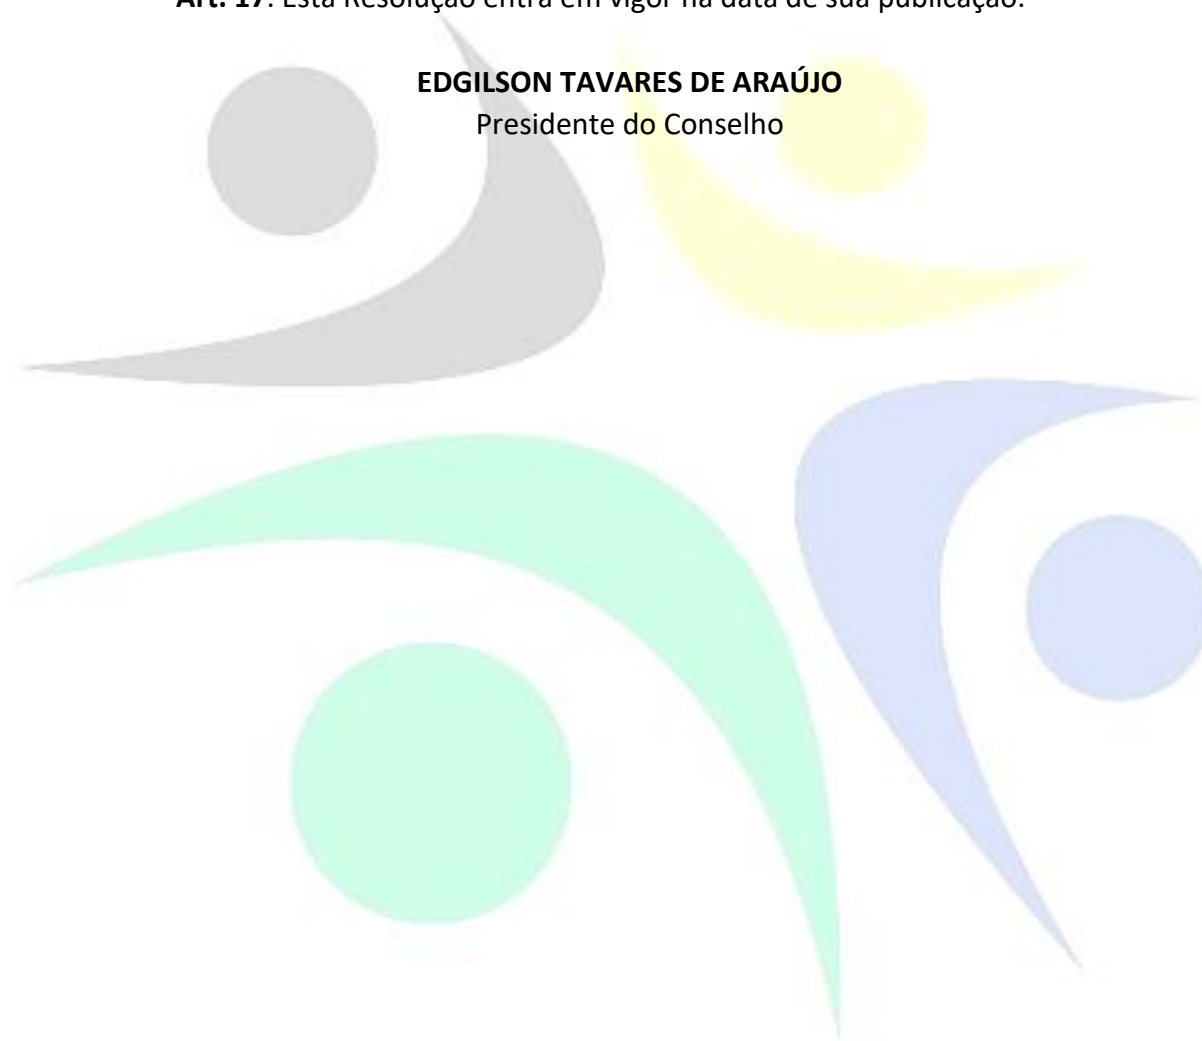 Art. 17. Esta Resolução entra em vigor na data de sua publicação.
EDGILSON TAVARES DE ARAÚJO
Presidente do Conselho